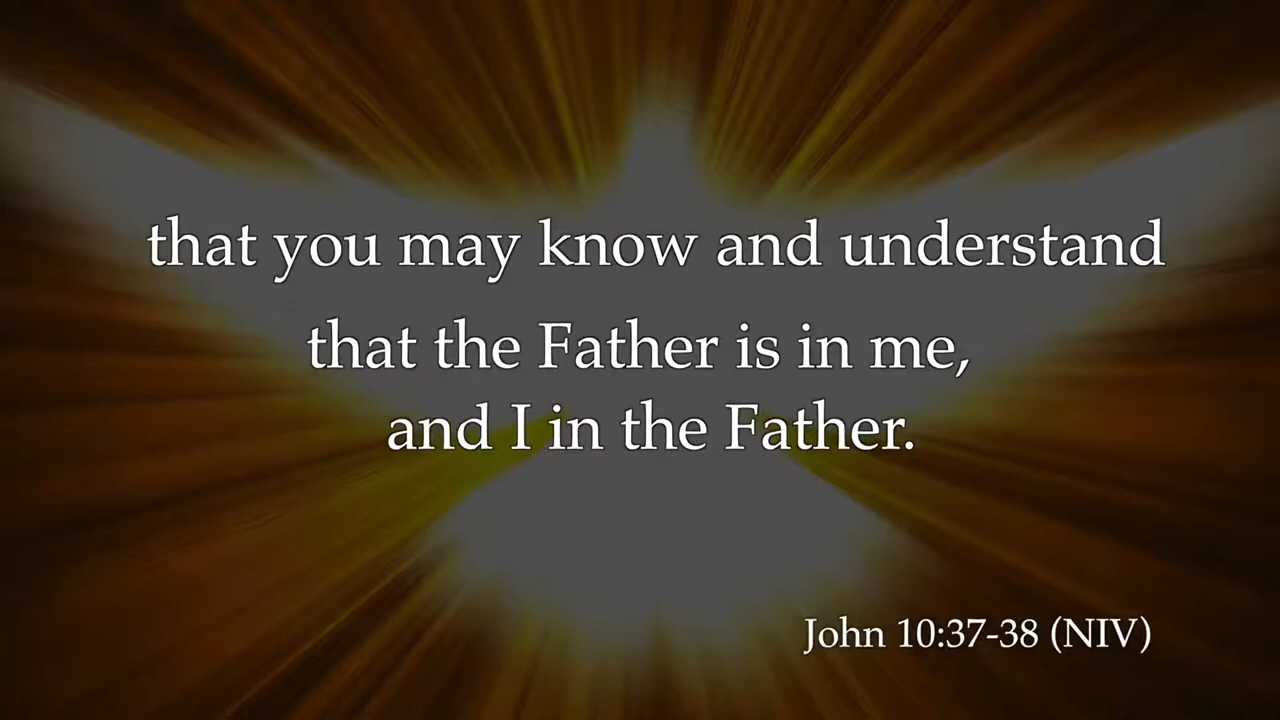 that you may know and understand
that the Father is in me,
and I in the Father.
John 10:37-38 (NIV)